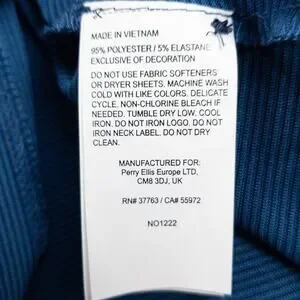 MADE IN VIETNAM
95% POLYESTER / 5% ELASTANE
EXCLUSIVE OF DECORATION
DO NOT USE FABRIC SOFTENERS
OR DRYER SHEETS. MACHINE WASH
COLD WITH LIKE COLORS. DELICATE
CYCLE. NON-CHLORINE BLEACH IF
NEEDED. TUMBLE DRY LOW. COOL
IRON. DO NOT IRON LOGO. DO NOT
IRON NECK LABEL. DO NOT DRY
CLEAN.
MANUFACTURED FOR:
Perry Ellis Europe LTD,
CM8 3DJ, UK
RN# 37763 / CA# 55972
NO1222